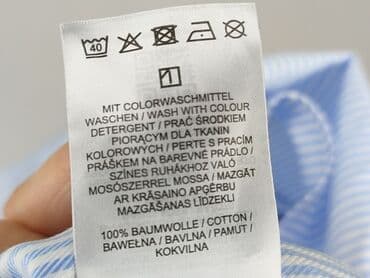 40
1
MIT COLORWASCHMITTEL
WASCHEN / WASH WITH COLOUR
DETERGENT / PRAĆ ŚRODKIEM
PIORĄCYM DLA TKANIN
KOLOROWYCH / PERTE S PRACÍM
PRÁŠKEM NA BAREVNÉ PRÁDLO /
SZÍNES RUHÁKHOZ VALÓ
MOSÓSZERREL MOSSA / MAZGĀT
AR KRĀSAINO APĢĒRBU
MAZGĀŠANAS LĪDZEKLI
100% BAUMWOLLE / COTTON /
BAWEŁNA / BAVLNA / PAMUT /
KOKVILNA